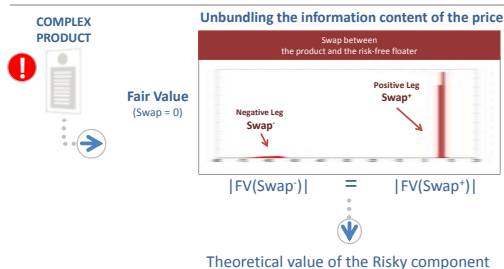 COMPLEX
PRODUCT
Unbundling the information content of the price
Swap between
the product and the risk-free floater
Fair Value
(Swap = 0)
Negative Leg
Swap⁻
Positive Leg
Swap⁺
|FV(Swap⁻)| = |FV(Swap⁺)|
Theoretical value of the Risky component